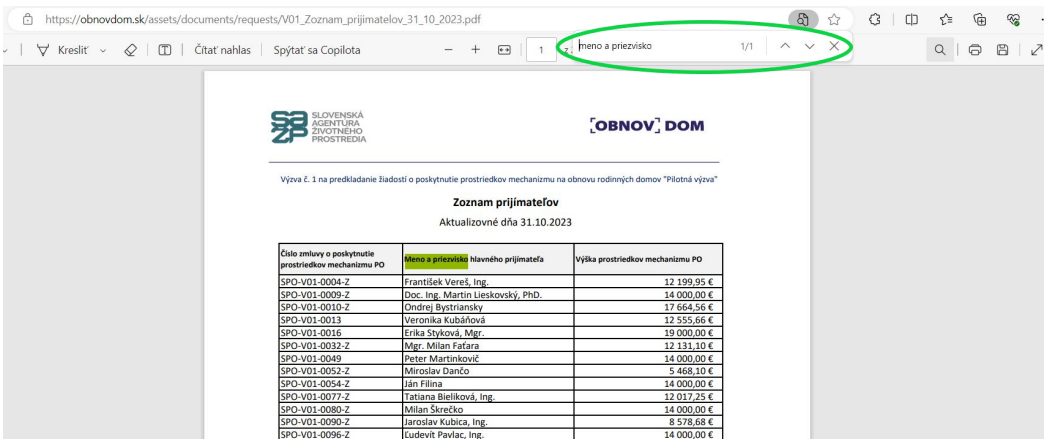 https://obnovdom.sk/assets/documents/requests/V01_Zoznam_prijimatelov_31_10_2023.pdf
Kresliť
Čítať nahlas
Spýtať sa Copilota
1
z
meno a priezvisko
1/1
SLOVENSKÁ
AGENTÚRA
ŽIVOTNÉHO
PROSTREDIA
OBNOV DOM
Výzva č. 1 na predkladanie žiadostí o poskytnutie prostriedkov mechanizmu na obnovu rodinných domov "Pilotná výzva"
Zoznam prijímateľov
Aktualizovné dňa 31.10.2023
Číslo zmluvy o poskytnutie prostriedkov mechanizmu PO Meno a priezvisko hlavného prijímateľa Výška prostriedkov mechanizmu PO
SPO-V01-0004-Z František Vereš, Ing. 12 199,95 €
SPO-V01-0009-Z Doc. Ing. Martin Lieskovský, PhD. 14 000,00 €
SPO-V01-0010-Z Ondrej Bystriansky 17 664,56 €
SPO-V01-0013 Veronika Kubáňová 12 555,66 €
SPO-V01-0016 Erika Styková, Mgr. 19 000,00 €
SPO-V01-0032-Z Mgr. Milan Faťara 12 131,10 €
SPO-V01-0049 Peter Martinkovič 14 000,00 €
SPO-V01-0052-Z Miroslav Dančo 5 468,10 €
SPO-V01-0054-Z Ján Filina 14 000,00 €
SPO-V01-0077-Z Tatiana Bieliková, Ing. 12 017,25 €
SPO-V01-0080-Z Milan Škrečko 14 000,00 €
SPO-V01-0090-Z Jaroslav Kubica, Ing. 8 578,68 €
SPO-V01-0096-Z Ľudevít Pavlac, Ing. 14 000,00 €